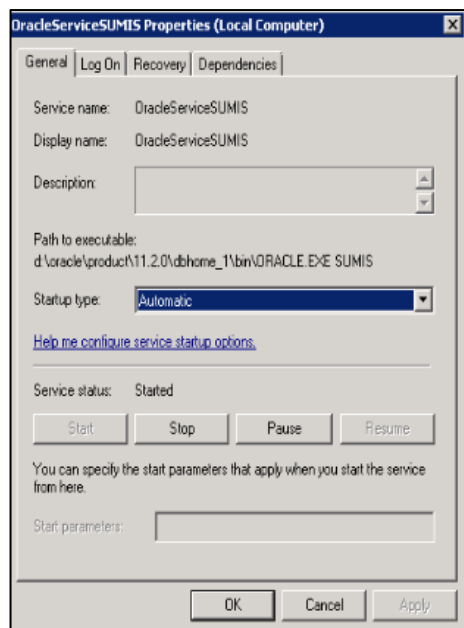 OracleServiceSUMIS Properties (Local Computer)
General Log On Recovery Dependencies
Service name: OracleServiceSUMIS
Display name: OracleServiceSUMIS
Description:
Path to executable:
d:\oracle\product\11.2.0\dbhome_1\bin\ORACLE.EXE SUMIS
Startup type: Automatic
Help me configure service startup options.
Service status: Started
Start Stop Pause Resume
You can specify the start parameters that apply when you start the service
from here.
Start parameters:
OK Cancel Apply